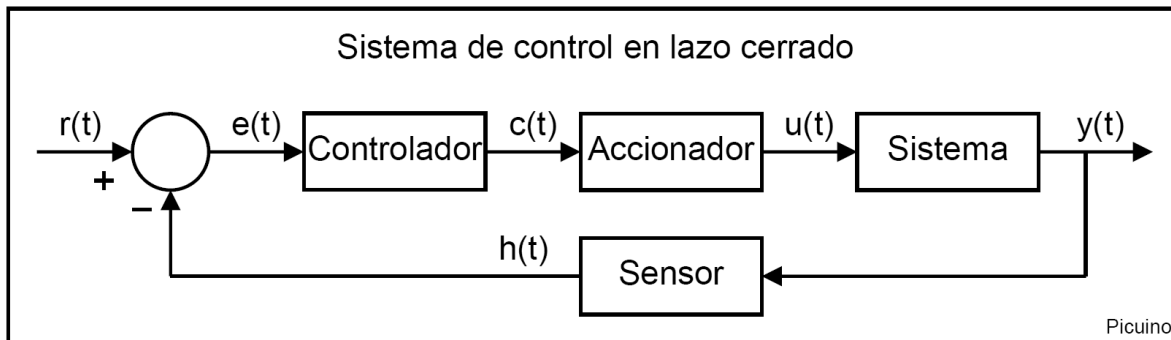 Sistema de control en lazo cerrado
r(t)
e(t)
Controlador
c(t)
Accionador
u(t)
Sistema
y(t)
+
−
h(t)
Sensor
Picuino